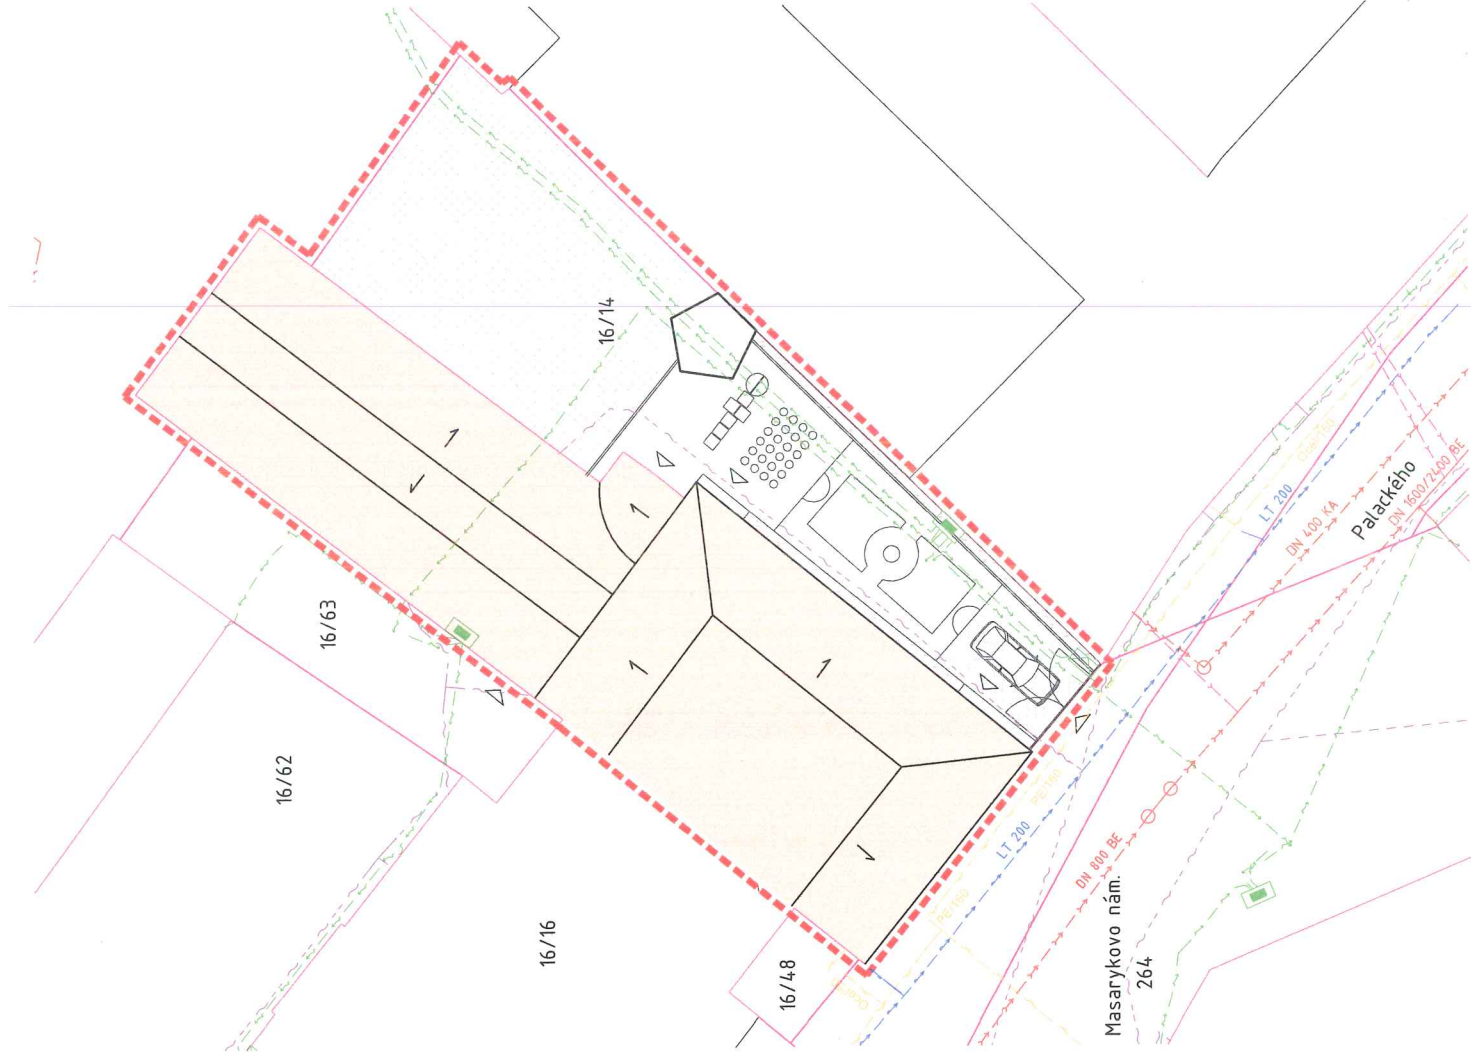 16/14
16/63
16/62
16/16
16/48
Masarykovo nám.
264
Palackého
LT 200
LT 200
DN 400 KA
DN 1600/2400 BE
DN 800 BE
PE-160
PE-160